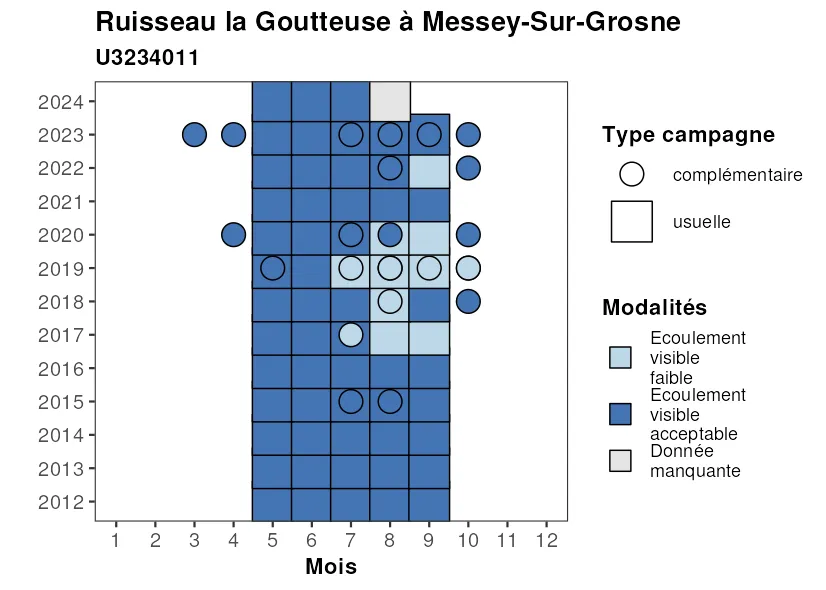 Ruisseau la Goutteuse à Messey-Sur-Grosne
U3234011
2024
2023
2022
2021
2020
2019
2018
2017
2016
2015
2014
2013
2012
1 2 3 4 5 6 7 8 9 10 11 12
Mois
Type campagne
complémentaire
usuelle
Modalités
Ecoulement
visible
faible
Ecoulement
visible
acceptable
Donnée
manquante